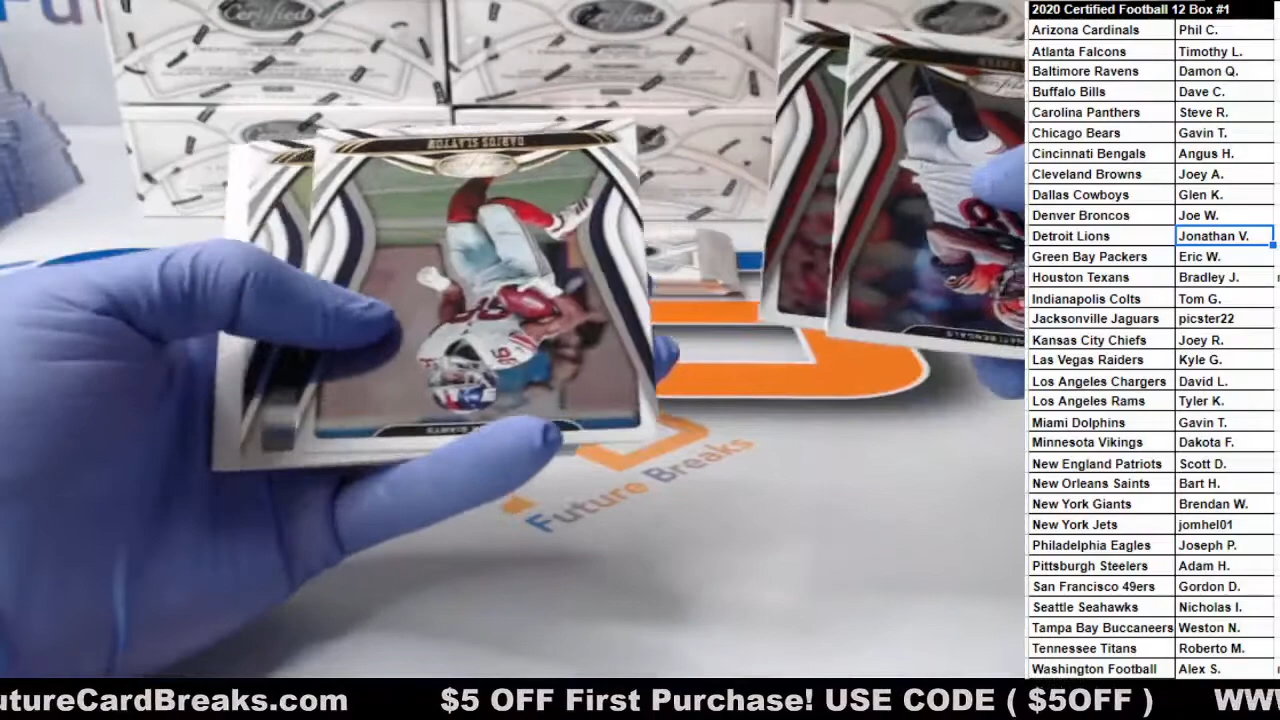 2020 Certified Football 12 Box #1
Arizona Cardinals Phil C.
Atlanta Falcons Timothy L.
Baltimore Ravens Damon Q.
Buffalo Bills Dave C.
Carolina Panthers Steve R.
Chicago Bears Gavin T.
Cincinnati Bengals Angus H.
Cleveland Browns Joey A.
Dallas Cowboys Glen K.
Denver Broncos Joe W.
Detroit Lions Jonathan V.
Green Bay Packers Eric W.
Houston Texans Bradley J.
Indianapolis Colts Tom G.
Jacksonville Jaguars picster22
Kansas City Chiefs Joey R.
Las Vegas Raiders Kyle G.
Los Angeles Chargers David L.
Los Angeles Rams Tyler K.
Miami Dolphins Gavin T.
Minnesota Vikings Dakota F.
New England Patriots Scott D.
New Orleans Saints Bart H.
New York Giants Brendan W.
New York Jets jomhel01
Philadelphia Eagles Joseph P.
Pittsburgh Steelers Adam H.
San Francisco 49ers Gordon D.
Seattle Seahawks Nicholas I.
Tampa Bay Buccaneers Weston N.
Tennessee Titans Roberto M.
Washington Football Alex S.
Certified
Certified
DARIUS SLAYTON
GIANTS
BENGALS
Future Breaks
utureCardBreaks.com $5 OFF First Purchase! USE CODE ( $5OFF ) WWW